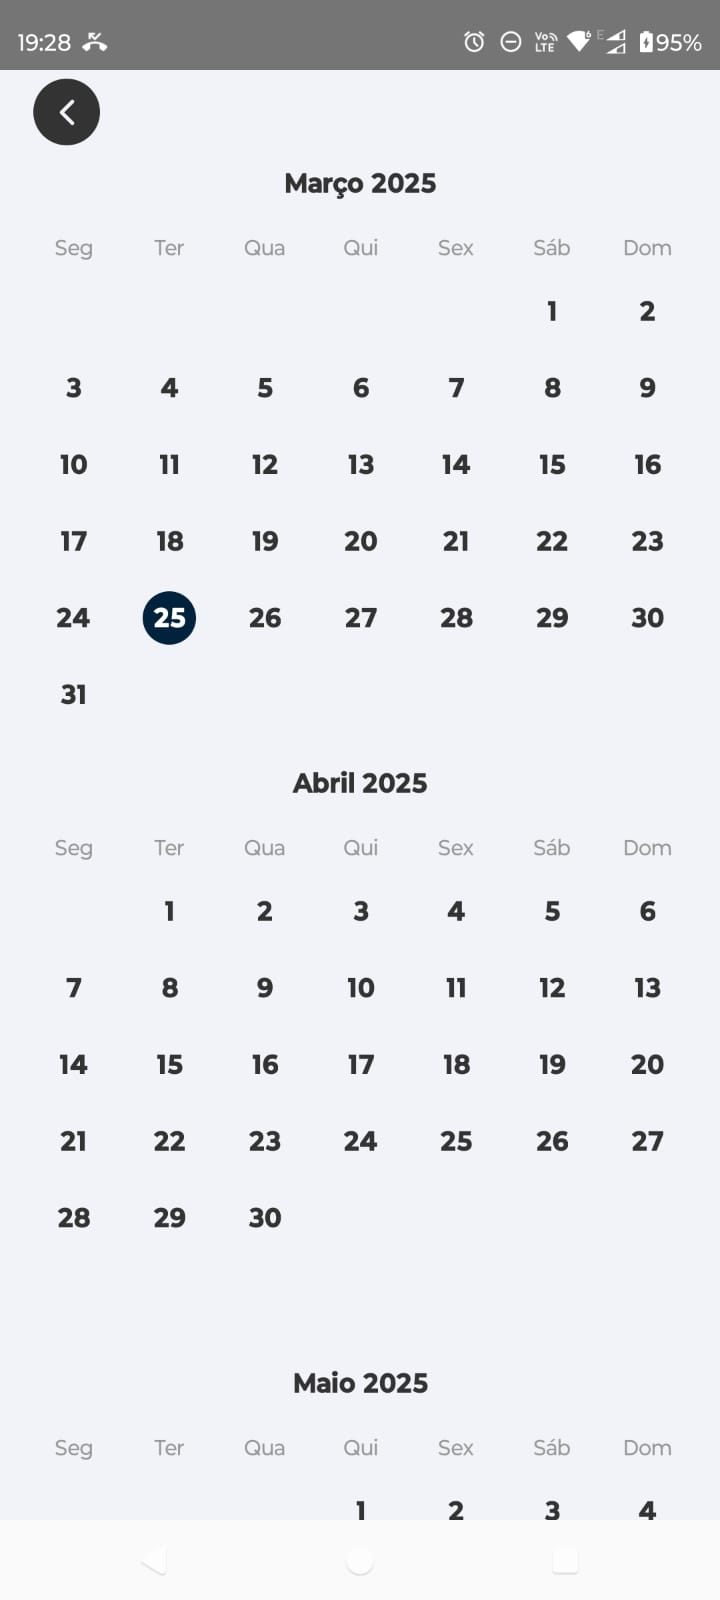 19:28 Vo LTE 6 E 95%
Março 2025
Seg Ter Qua Qui Sex Sáb Dom
1 2
3 4 5 6 7 8 9
10 11 12 13 14 15 16
17 18 19 20 21 22 23
24 25 26 27 28 29 30
31
Abril 2025
Seg Ter Qua Qui Sex Sáb Dom
1 2 3 4 5 6
7 8 9 10 11 12 13
14 15 16 17 18 19 20
21 22 23 24 25 26 27
28 29 30
Maio 2025
Seg Ter Qua Qui Sex Sáb Dom
1 2 3 4